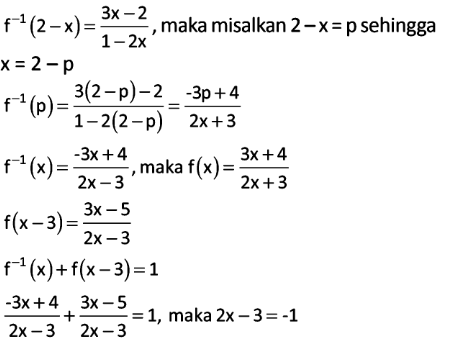 f⁻¹(2 – x) = (3x – 2)/(1 – 2x), maka misalkan 2 – x = p sehingga
x = 2 – p
f⁻¹(p) = (3(2 – p) – 2)/(1 – 2(2 – p)) = (-3p + 4)/(2x + 3)
f⁻¹(x) = (-3x + 4)/(2x – 3), maka f(x) = (3x + 4)/(2x + 3)
f(x – 3) = (3x – 5)/(2x – 3)
f⁻¹(x) + f(x – 3) = 1
(-3x + 4)/(2x – 3) + (3x – 5)/(2x – 3) = 1, maka 2x – 3 = -1